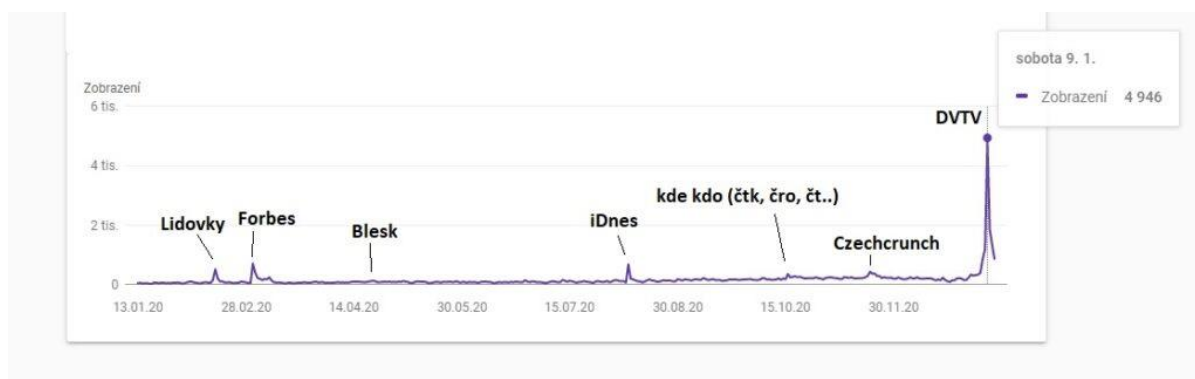 sobota 9. 1.
Zobrazení 4 946
Zobrazení
6 tis.
DVTV
4 tis.
kde kdo (čtk, čro, čt..)
2 tis.
Lidovky
Forbes
Blesk
iDnes
Czechcrunch
0
13.01.20 28.02.20 14.04.20 30.05.20 15.07.20 30.08.20 15.10.20 30.11.20